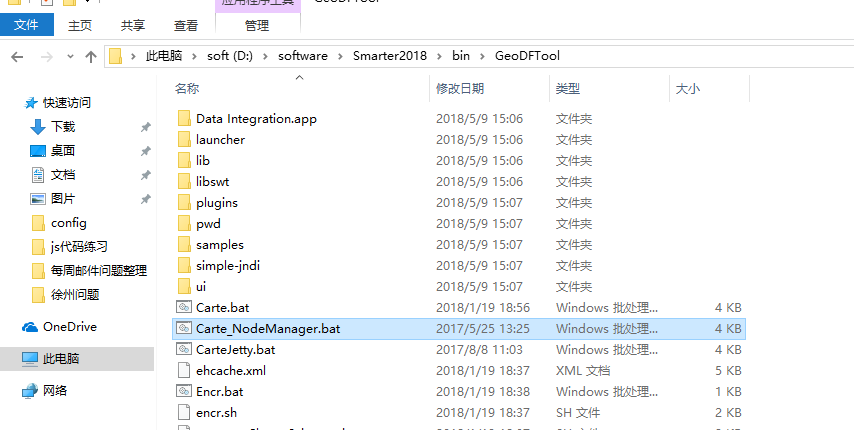 应用程序工具
GeoDFTool
文件 主页 共享 查看 管理
此电脑 soft (D:) software Smarter2018 bin GeoDFTool
名称 修改日期 类型 大小
快速访问
下载
桌面
文档
图片
config
js代码练习
每周邮件问题整理
徐州问题
OneDrive
此电脑
网络
Data Integration.app 2018/5/9 15:06 文件夹
launcher 2018/5/9 15:06 文件夹
lib 2018/5/9 15:06 文件夹
libswt 2018/5/9 15:06 文件夹
plugins 2018/5/9 15:07 文件夹
pwd 2018/5/9 15:07 文件夹
samples 2018/5/9 15:07 文件夹
simple-jndi 2018/5/9 15:07 文件夹
ui 2018/5/9 15:07 文件夹
Carte.bat 2018/1/19 18:56 Windows 批处理... 4 KB
Carte_NodeManager.bat 2017/5/25 13:25 Windows 批处理... 4 KB
CarteJetty.bat 2017/8/8 11:03 Windows 批处理... 4 KB
ehcache.xml 2018/1/19 18:37 XML 文档 5 KB
Encr.bat 2018/1/19 18:38 Windows 批处理... 1 KB
encr.sh 2018/1/19 18:37 SH 文件 2 KB